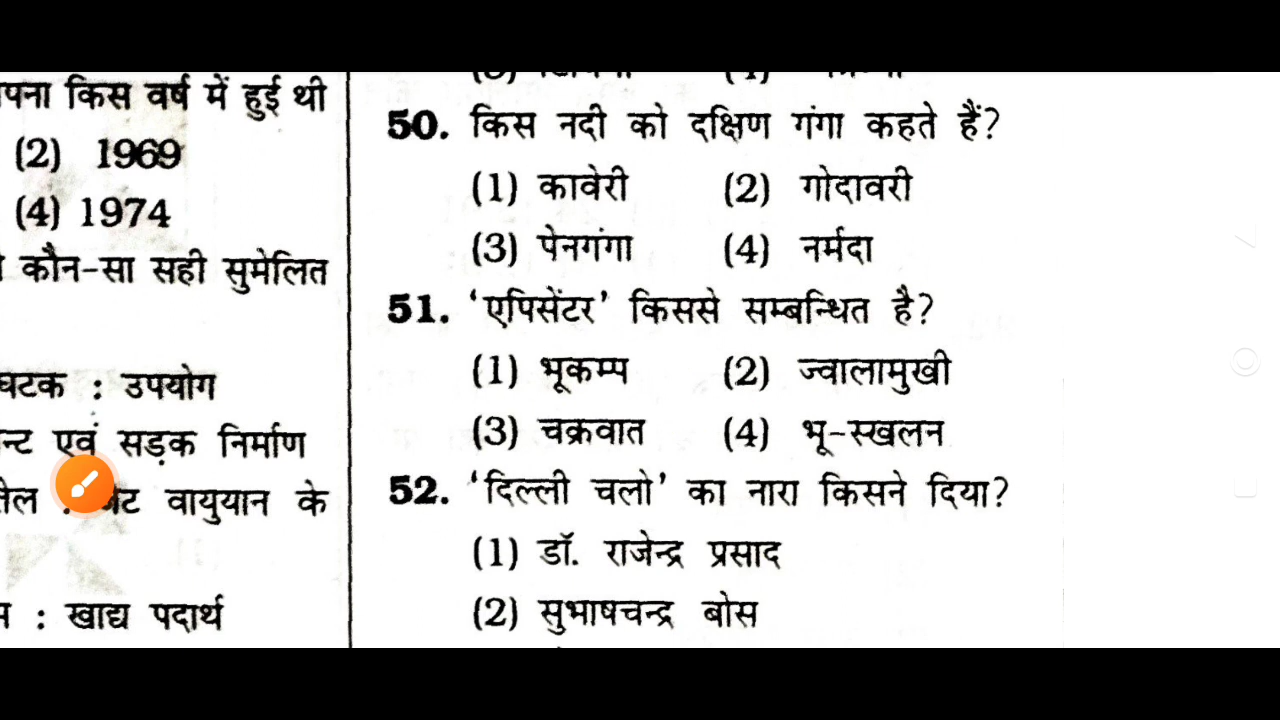 किस वर्ष में हुई थी
(2) 1969
(4) 1974
कौन-सा सही सुमेलित
घटक : उपयोग
एवं सड़क निर्माण
वायुयान के
: खाद्य पदार्थ
50. किस नदी को दक्षिण गंगा कहते हैं?
(1) कावेरी (2) गोदावरी
(3) पेनगंगा (4) नर्मदा
51. 'एपिसेंटर' किससे सम्बन्धित है?
(1) भूकम्प (2) ज्वालामुखी
(3) चक्रवात (4) भू-स्खलन
52. 'दिल्ली चलो' का नारा किसने दिया?
(1) डॉ. राजेन्द्र प्रसाद
(2) सुभाषचन्द्र बोस